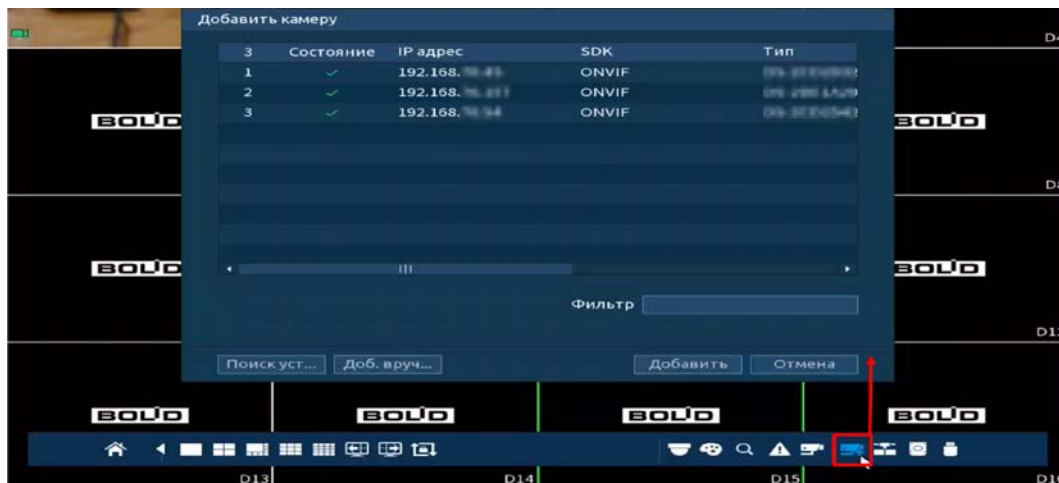 Добавить камеру
3 Состояние IP адрес SDK Тип
1 192.168. ONVIF
2 192.168. ONVIF
3 192.168. ONVIF
BOLID BOLID
BOLID BOLID
Фильтр
Поиск уст... Доб. вруч... Добавить Отмена
BOLID BOLID BOLID BOLID
D13 D14 D15